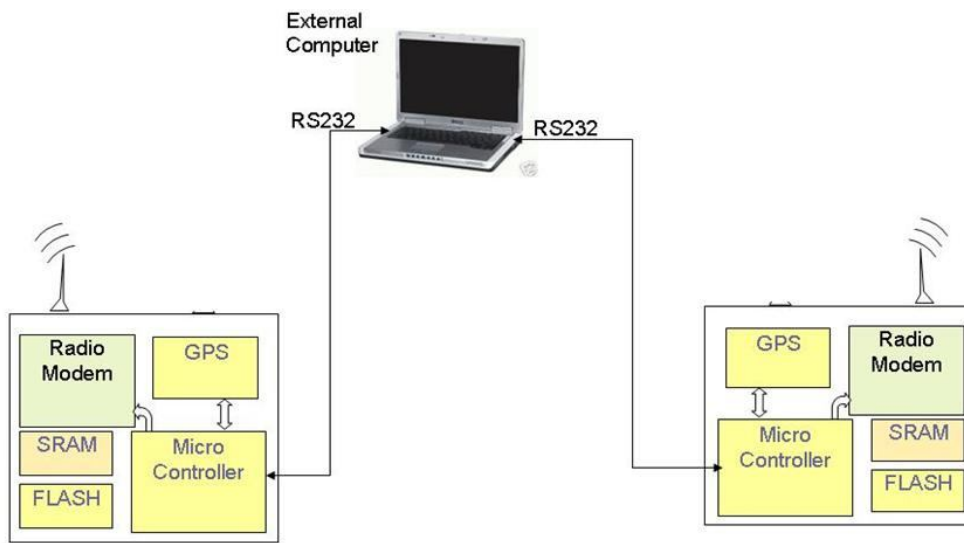 External
Computer
RS232
RS232
Radio
Modem
GPS
SRAM
Micro
Controller
FLASH
GPS
Radio
Modem
Micro
Controller
SRAM
FLASH